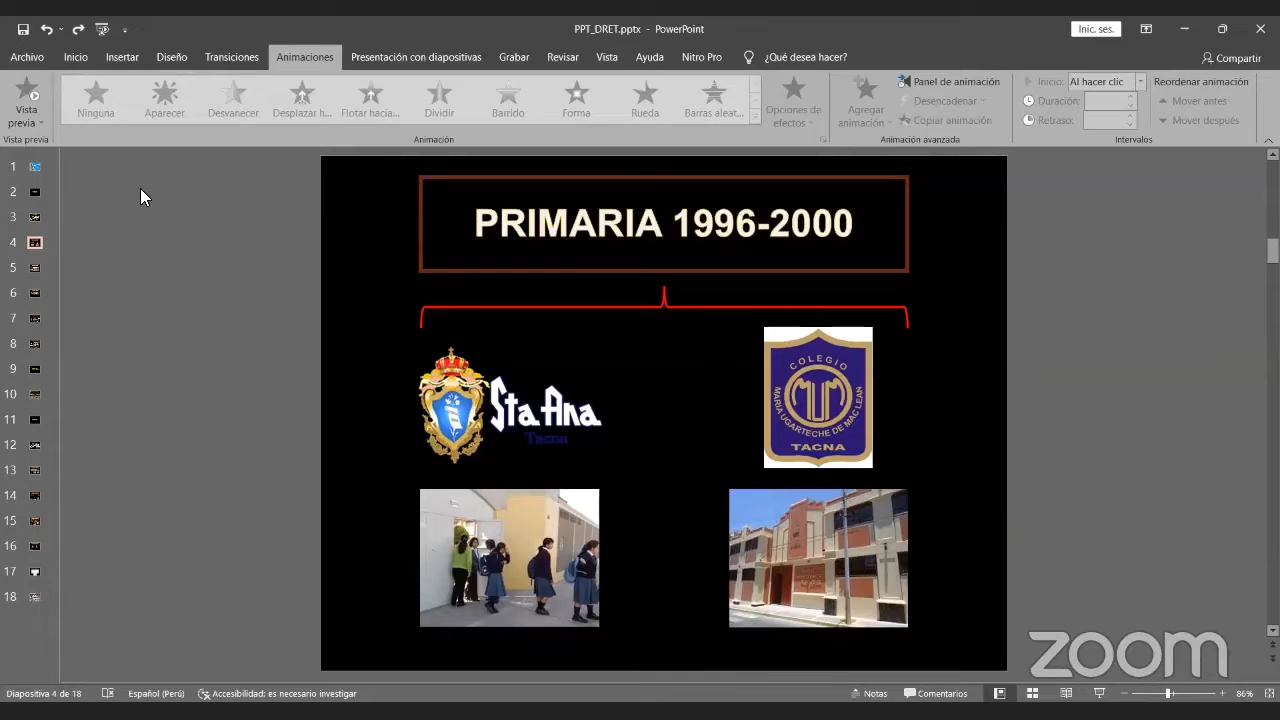 PPT_DRET.pptx - PowerPoint
Inic. ses.
Archivo Inicio Insertar Diseño Transiciones Animaciones Presentación con diapositivas Grabar Revisar Vista Ayuda Nitro Pro ¿Qué desea hacer? Compartir
Vista previa
Ninguna Aparecer Desvanecer Desplazar h... Flotar hacia... Dividir Barrido Forma Rueda Barras aleat...
Opciones de efectos
Agregar animación
Panel de animación
Desencadenar
Copiar animación
Inicio: Al hacer clic
Duración:
Retraso:
Reordenar animación
Mover antes
Mover después
Vista previa Animación Animación avanzada Intervalos
1
2
3
4
5
6
7
8
9
10
11
12
13
14
15
16
17
18
PRIMARIA 1996-2000
Sta Ana
Tacna
COLEGIO
MARIA UGARTECHE DE MAC LEAN
TACNA
zoom
Diapositiva 4 de 18 Español (Perú) Accesibilidad: es necesario investigar Notas Comentarios 86%